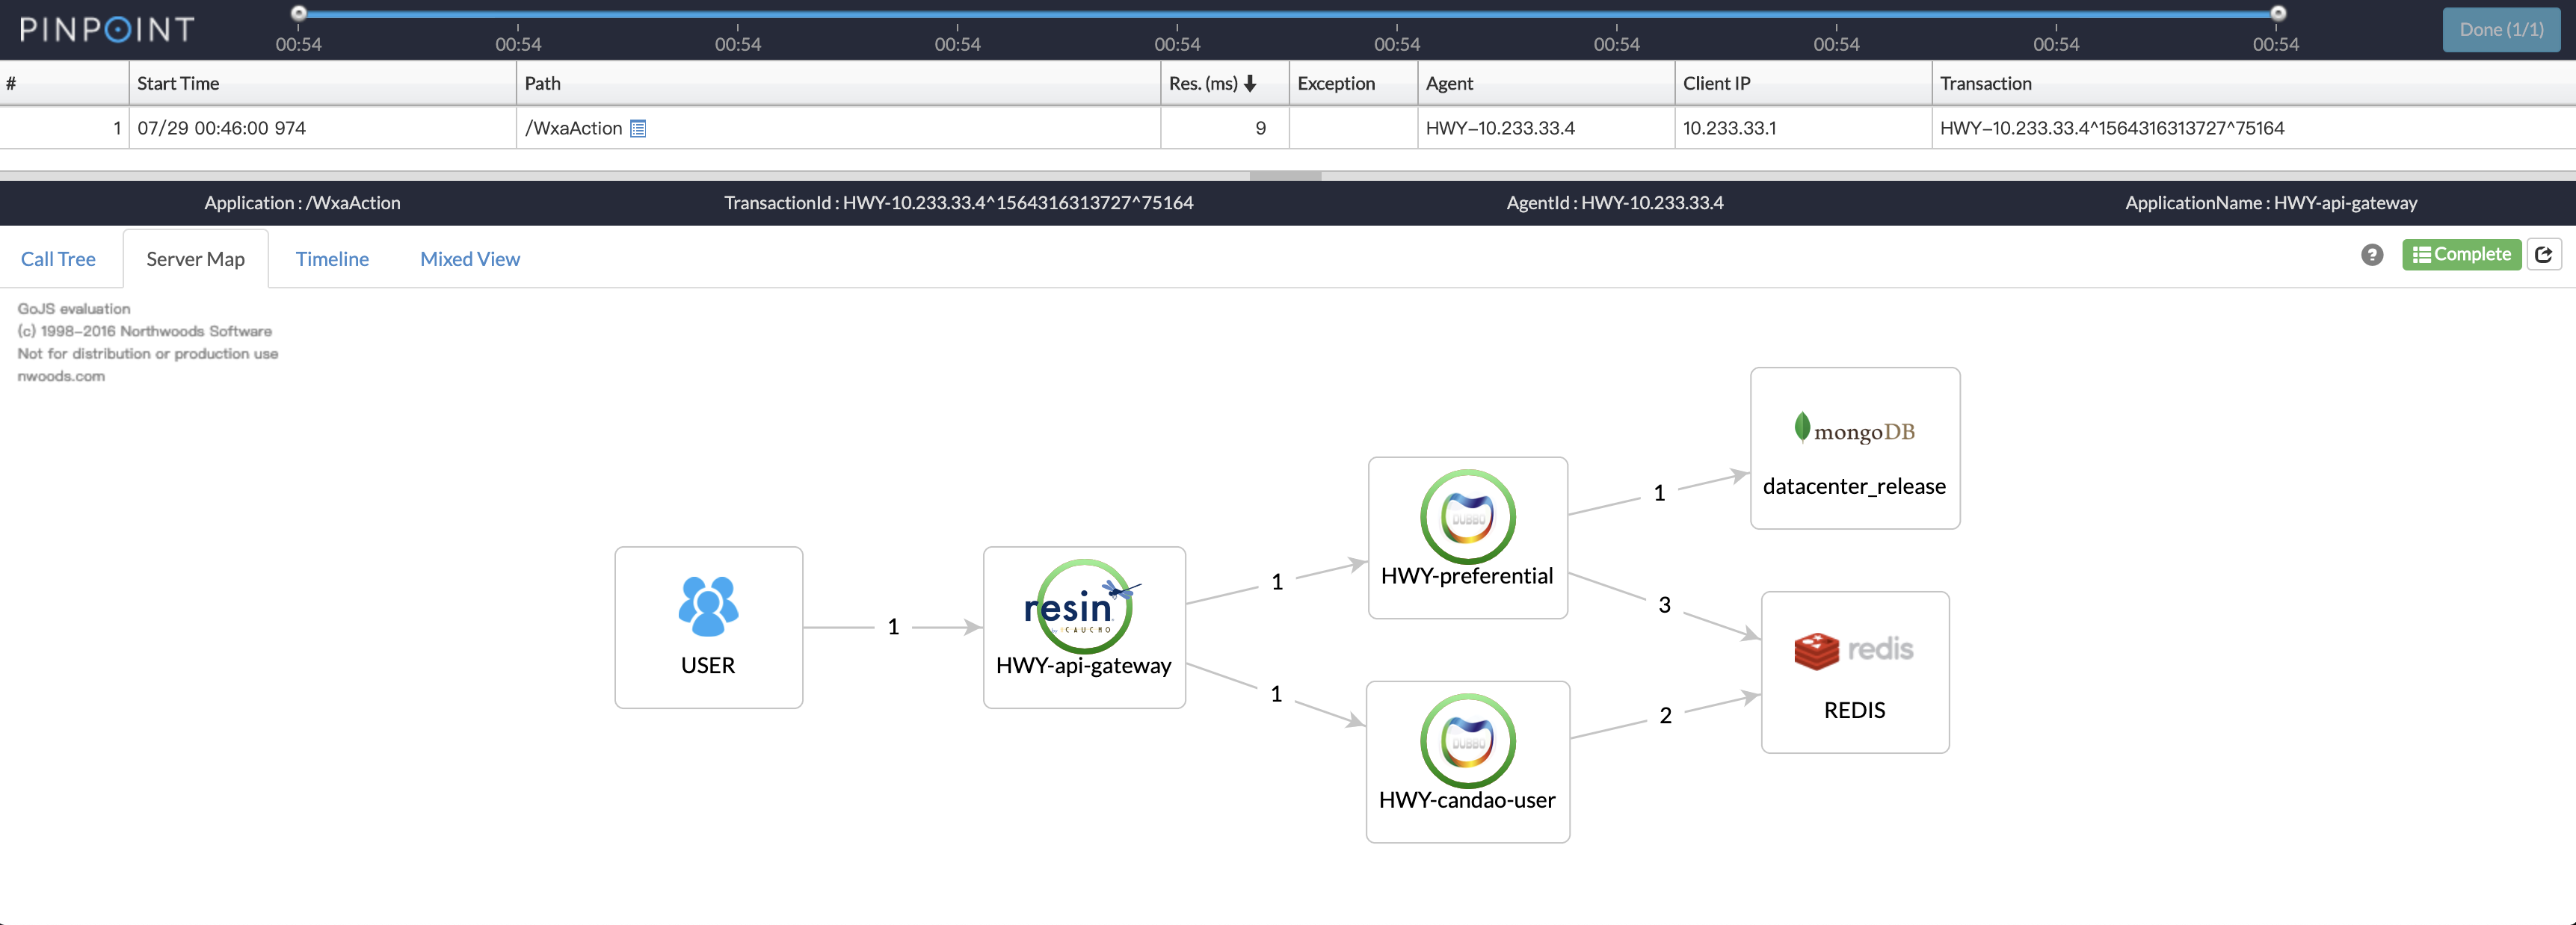 PINPOINT
00:54 00:54 00:54 00:54 00:54 00:54 00:54 00:54 00:54 00:54
Done (1/1)
# Start Time Path Res. (ms) Exception Agent Client IP Transaction
1 07/29 00:46:00 974 /WxaAction 9 HWY-10.233.33.4 10.233.33.1 HWY-10.233.33.4^1564316313727^75164
Application : /WxaAction TransactionId : HWY-10.233.33.4^1564316313727^75164 AgentId : HWY-10.233.33.4 ApplicationName : HWY-api-gateway
Call Tree Server Map Timeline Mixed View ? Complete
GoJS evaluation
(c) 1998-2016 Northwoods Software
Not for distribution or production use
nwoods.com
mongoDB
datacenter_release
1
DUBBO
HWY-preferential
1
3
resin
by CAUCHO
HWY-api-gateway
1
USER
redis
REDIS
1
2
DUBBO
HWY-candao-user